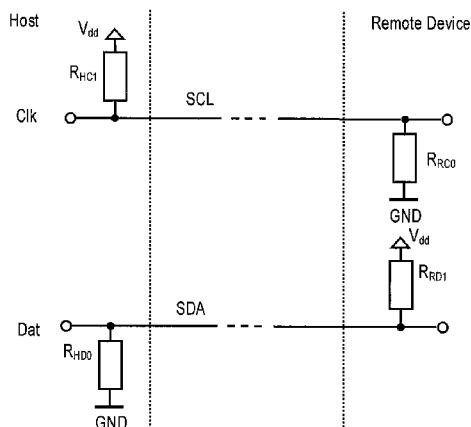 Host
Remote Device
Vdd
RHC1
Clk
SCL
RRC0
GND
Vdd
RRD1
SDA
Dat
RHD0
GND